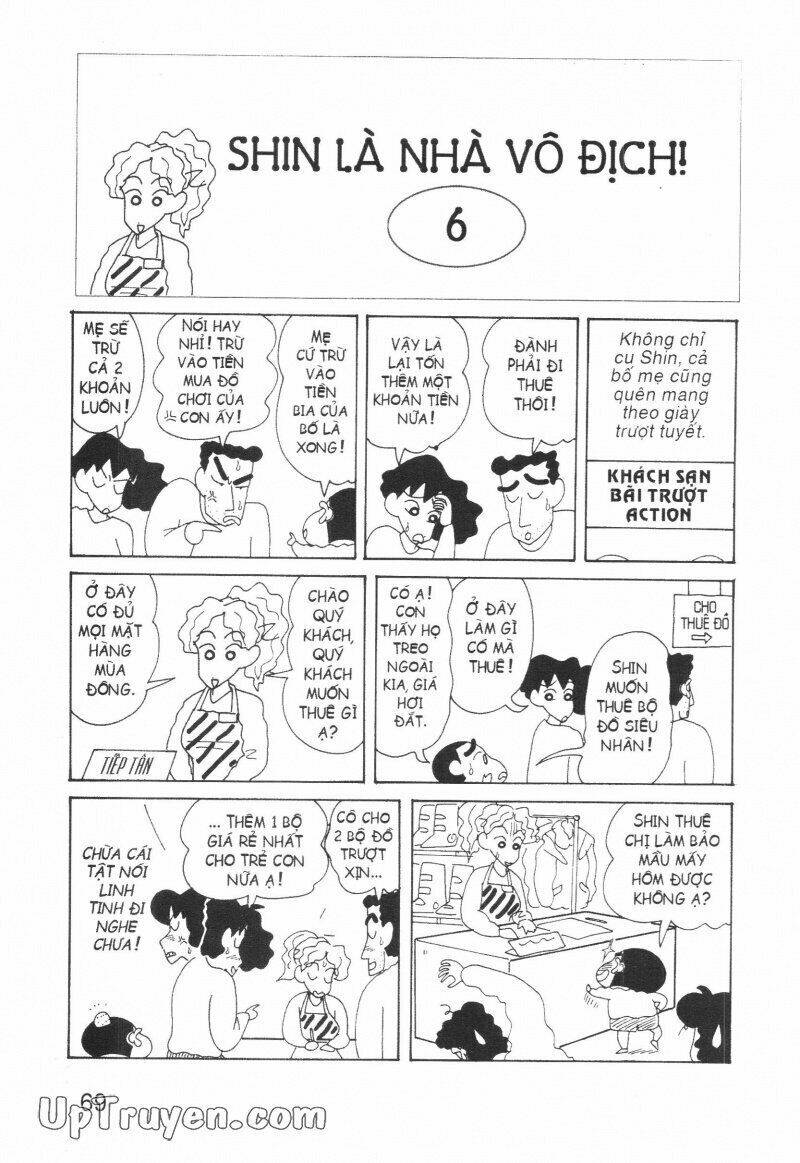 SHIN LÀ NHÀ VÔ ĐỊCH!
6
Không chỉ
cu Shin, cả
bố mẹ cũng
quên mang
theo giày
trượt tuyết.
KHÁCH SẠN
BÃI TRƯỢT
ACTION
ĐÀNH
PHẢI ĐI
THUÊ
THÔI!
VẬY LÀ
LẠI TỐN
THÊM MỘT
KHOẢN TIỀN
NỮA!
MẸ
CỨ TRỪ
VÀO
TIỀN
BIA CỦA
BỐ LÀ
XONG!
NÓI HAY
NHỈ! TRỪ
VÀO TIỀN
MUA ĐỒ
CHƠI CỦA
CON ẤY!
MẸ SẼ
TRỪ
CẢ 2
KHOẢN
LUÔN!
CHO
THUÊ ĐỒ
SHIN
MUỐN
THUÊ BỘ
ĐỒ SIÊU
NHÂN!
Ở ĐÂY
LÀM GÌ
CÓ MÀ
THUÊ!
CÓ Ạ!
CON
THẤY HỌ
TREO
NGOÀI
KIA, GIÁ
HƠI
ĐẮT.
CHÀO
QUÝ
KHÁCH,
QUÝ
KHÁCH
MUỐN
THUÊ GÌ
Ạ?
Ở ĐÂY
CÓ ĐỦ
MỌI MẶT
HÀNG
MÙA
ĐÔNG.
TIẾP TÂN
SHIN THUÊ
CHỊ LÀM BẢO
MẪU MẤY
HÔM ĐƯỢC
KHÔNG Ạ?
CÔ CHO
2 BỘ ĐỒ
TRƯỢT
XỊN...
... THÊM 1 BỘ
GIÁ RẺ NHẤT
CHO TRẺ CON
NỮA Ạ!
CHỪA CÁI
TẬT NÓI
LINH
TINH ĐI
NGHE
CHƯA!
69
UpTruyen.com